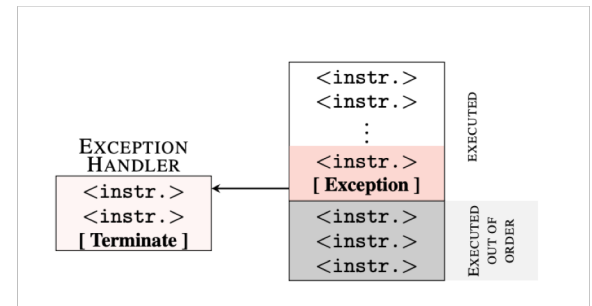 <instr.>
<instr.>
⋮
<instr.>
[ Exception ]
<instr.>
<instr.>
<instr.>
EXECUTED
EXECUTED
OUT OF
ORDER
EXCEPTION
HANDLER
<instr.>
<instr.>
[ Terminate ]